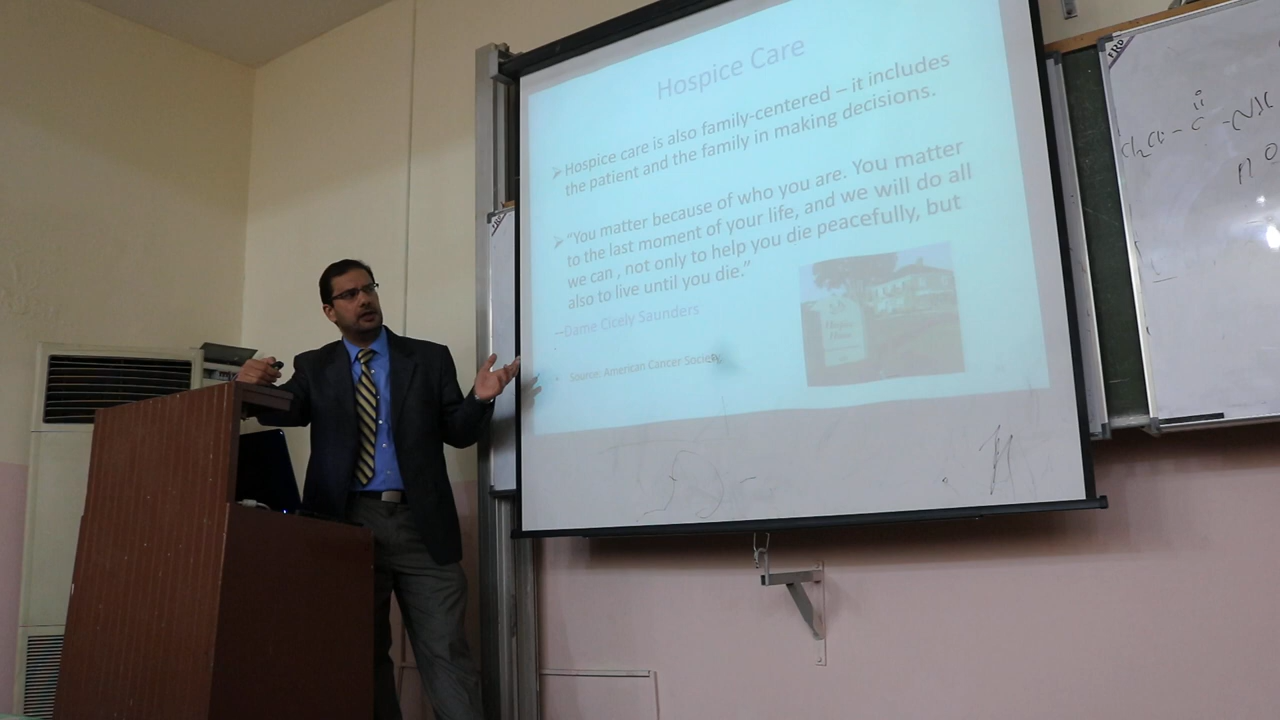 Hospice Care
➢ Hospice care is also family-centered – it includes
the patient and the family in making decisions.
➢ “You matter because of who you are. You matter
to the last moment of your life, and we will do all
we can , not only to help you die peacefully, but
also to live until you die.”
—Dame Cicely Saunders
Source: American Cancer Society.
Hospice
House